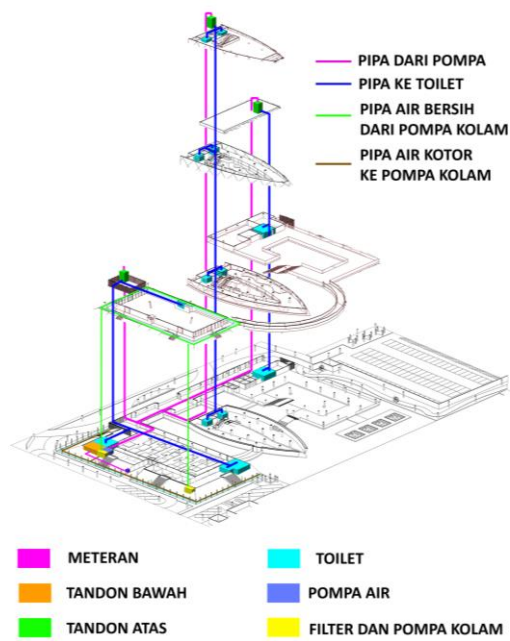 PIPA DARI POMPA
PIPA KE TOILET
PIPA AIR BERSIH
DARI POMPA KOLAM
PIPA AIR KOTOR
KE POMPA KOLAM
METERAN
TOILET
TANDON BAWAH
POMPA AIR
TANDON ATAS
FILTER DAN POMPA KOLAM